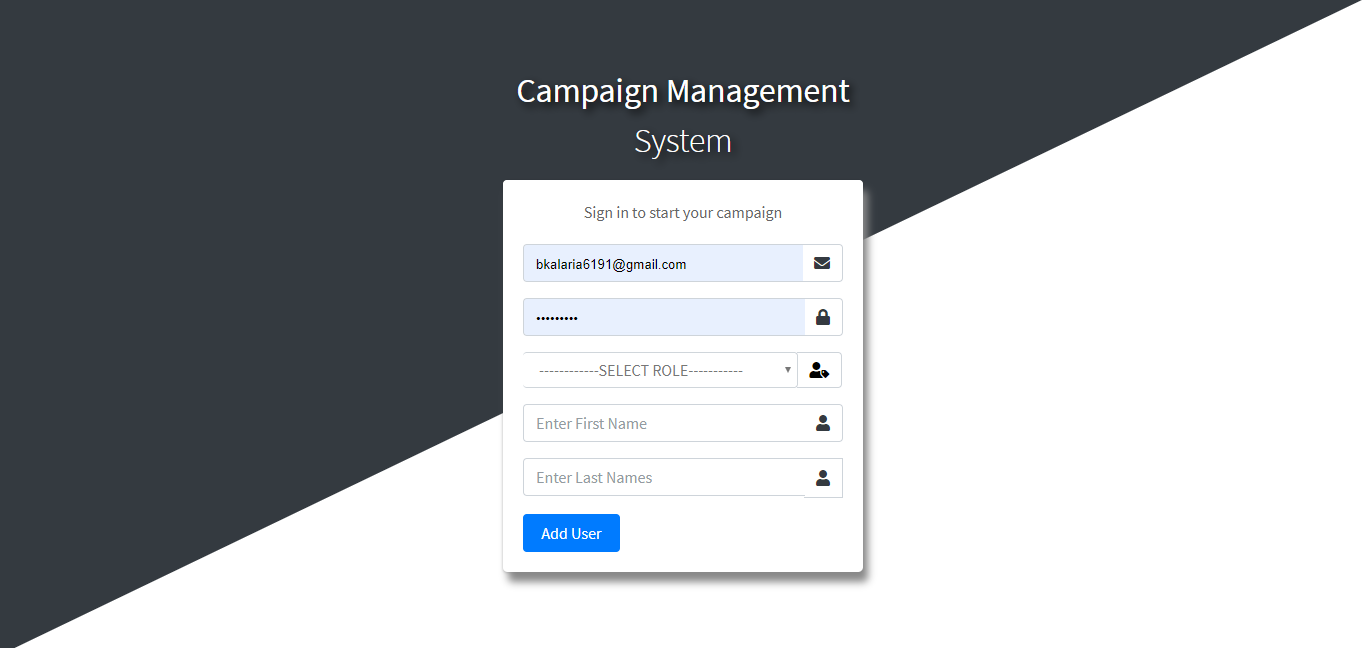 Campaign Management
System
Sign in to start your campaign
bkalaria6191@gmail.com
•••••••••
------------SELECT ROLE-----------
Enter First Name
Enter Last Names
Add User